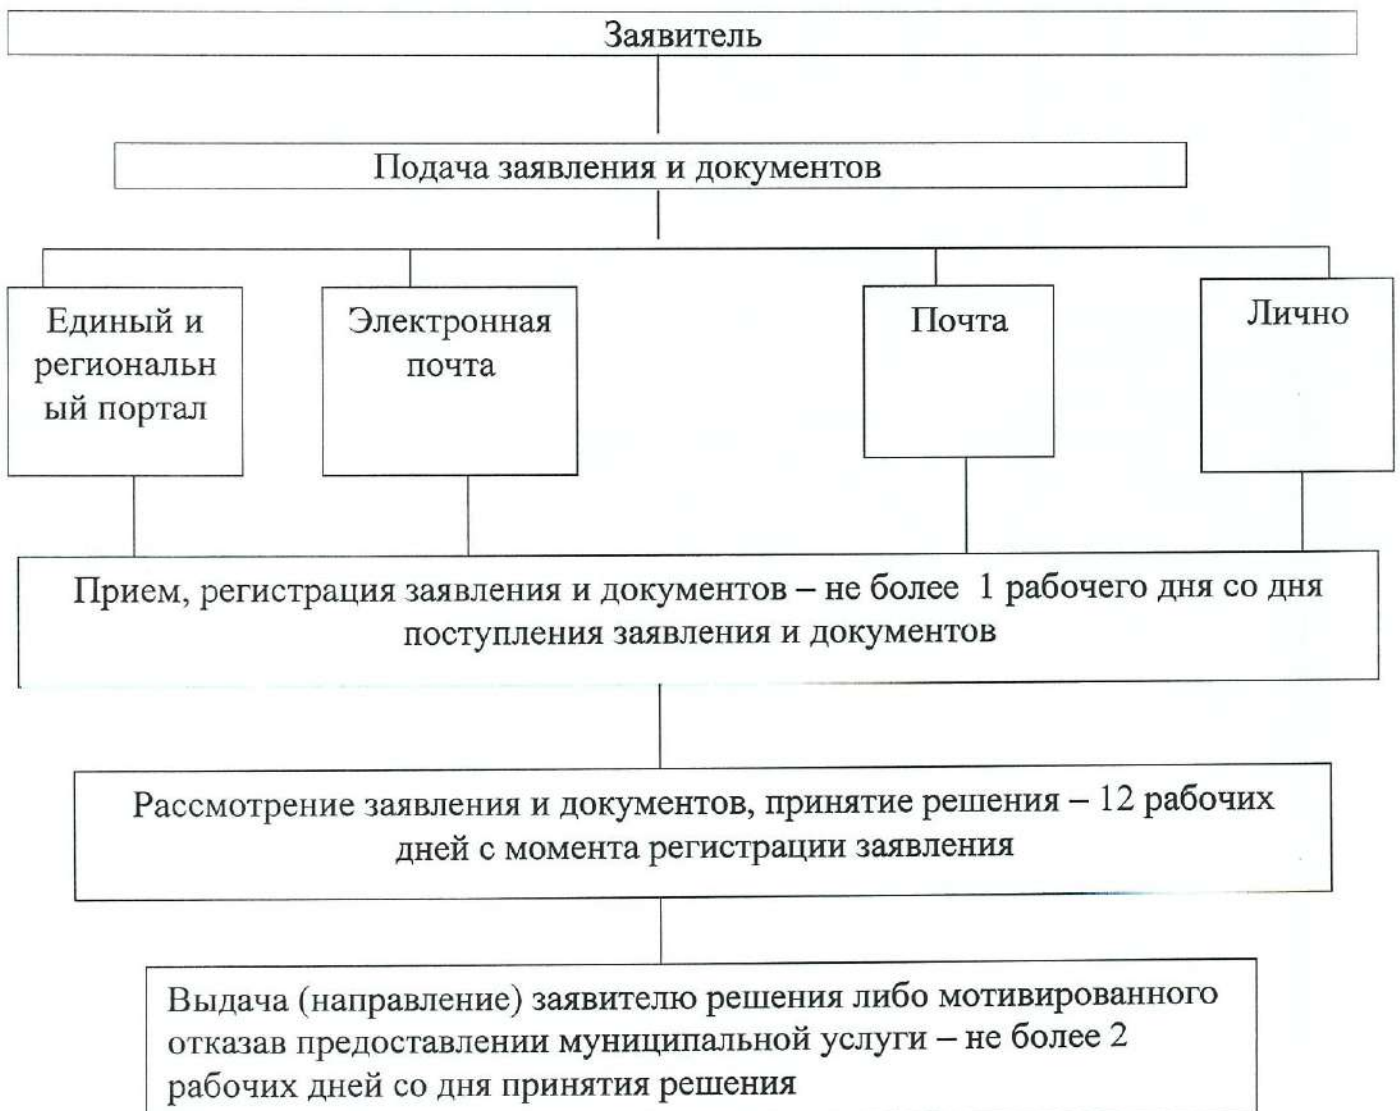 Заявитель
Подача заявления и документов
Единый и
региональн
ый портал
Электронная
почта
Почта
Лично
Прием, регистрация заявления и документов – не более 1 рабочего дня со дня
поступления заявления и документов
Рассмотрение заявления и документов, принятие решения – 12 рабочих
дней с момента регистрации заявления
Выдача (направление) заявителю решения либо мотивированного
отказав предоставлении муниципальной услуги – не более 2
рабочих дней со дня принятия решения